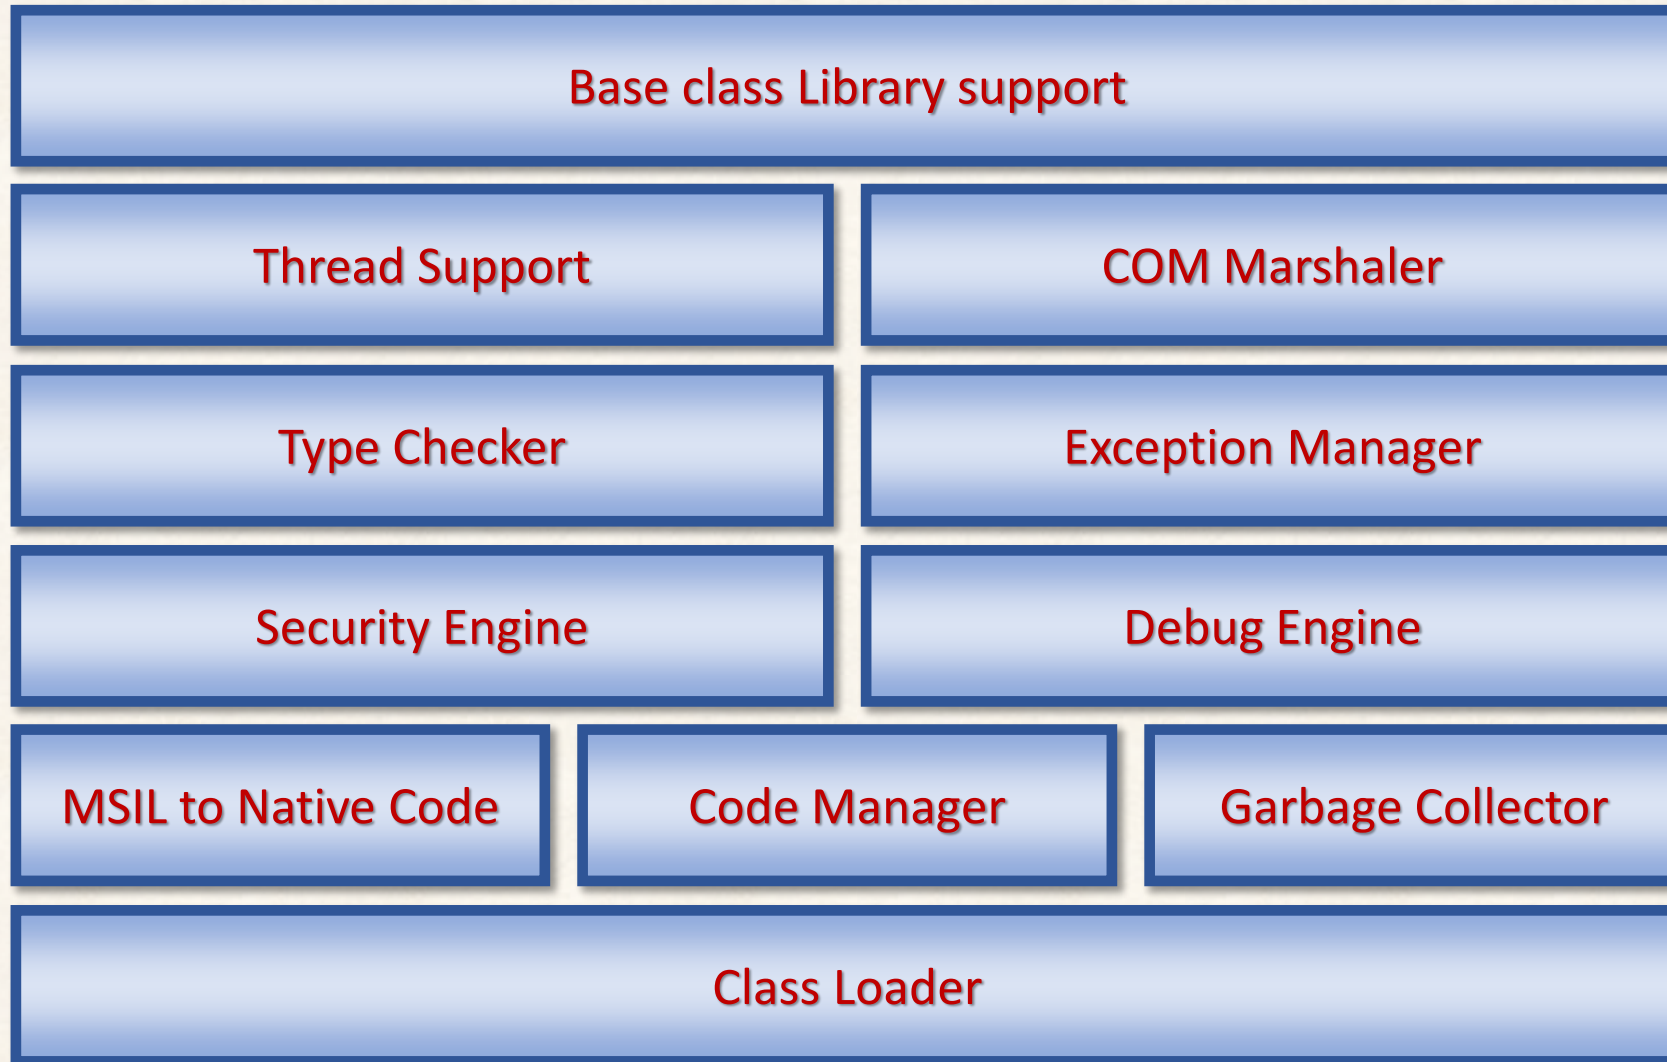 Base class Library support
Thread Support
COM Marshaler
Type Checker
Exception Manager
Security Engine
Debug Engine
MSIL to Native Code
Code Manager
Garbage Collector
Class Loader